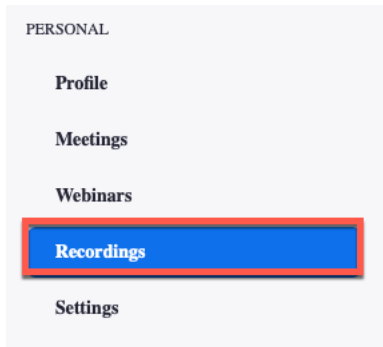 PERSONAL
Profile
Meetings
Webinars
Recordings
Settings